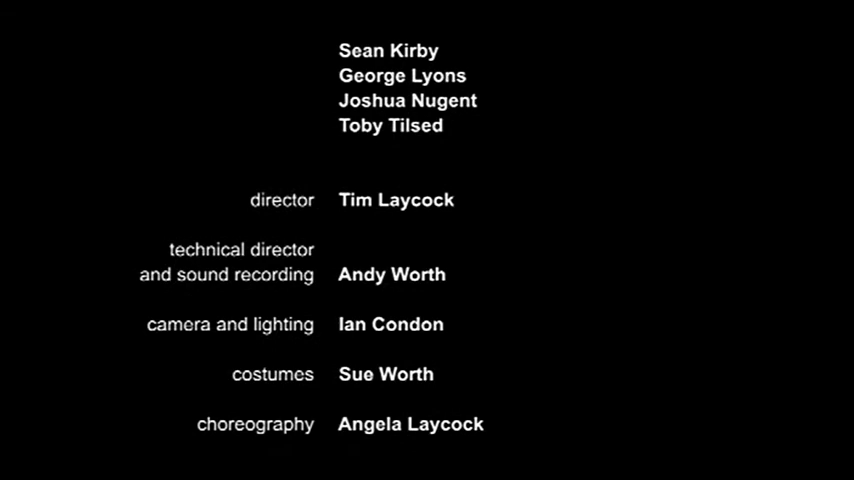 Sean Kirby
George Lyons
Joshua Nugent
Toby Tilsed
director Tim Laycock
technical director
and sound recording Andy Worth
camera and lighting Ian Condon
costumes Sue Worth
choreography Angela Laycock